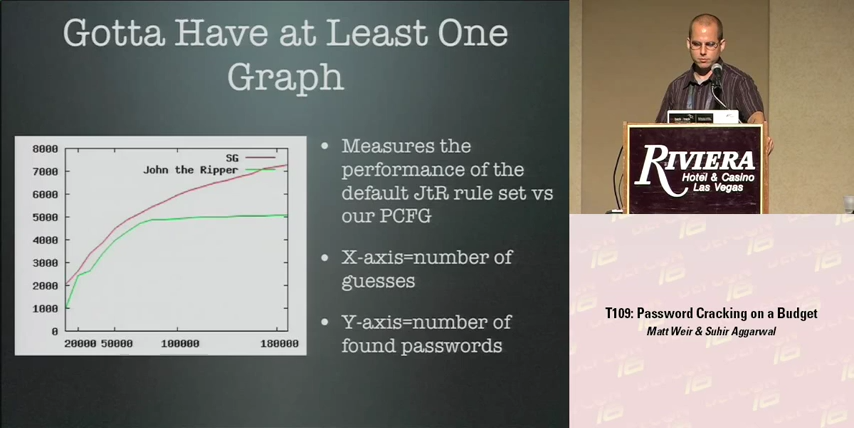 Gotta Have at Least One
Graph
8000
7000
6000
5000
4000
3000
2000
1000
0
SG
John the Ripper
20000 50000 100000 180000
• Measures the
performance of the
default JtR rule set vs
our PCFG
• X-axis=number of
guesses
• Y-axis=number of
found passwords
RIVIERA
Hotel & Casino
Las Vegas
T109: Password Cracking on a Budget
Matt Weir & Suhir Aggarwal